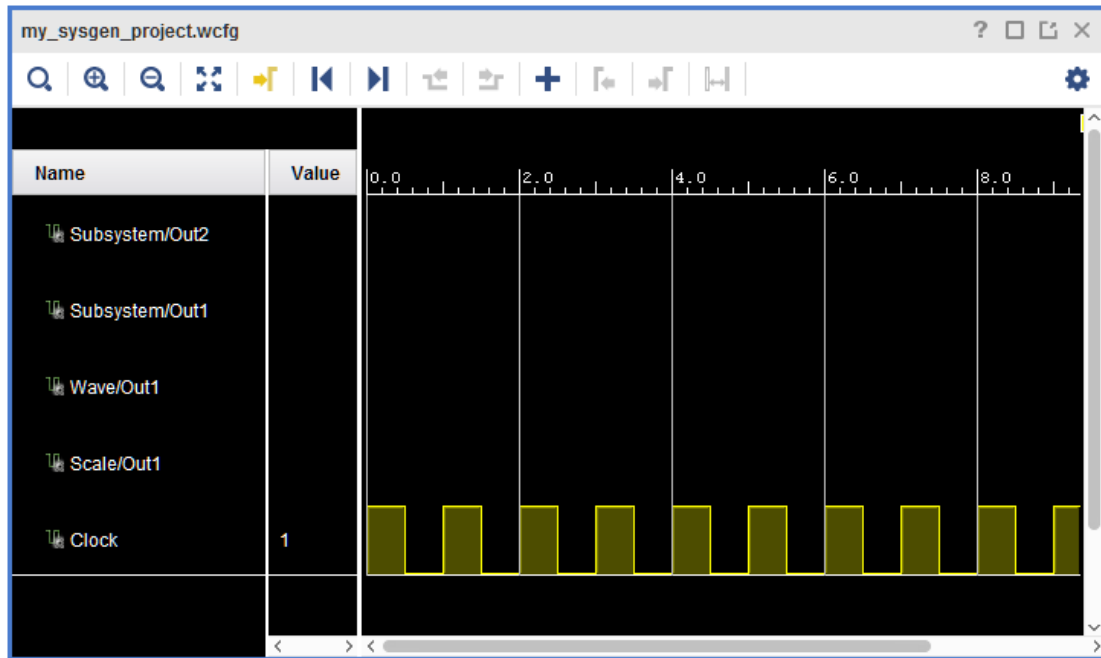 my_sysgen_project.wcfg
Name Value 0.0 2.0 4.0 6.0 8.0
Subsystem/Out2
Subsystem/Out1
Wave/Out1
Scale/Out1
Clock 1